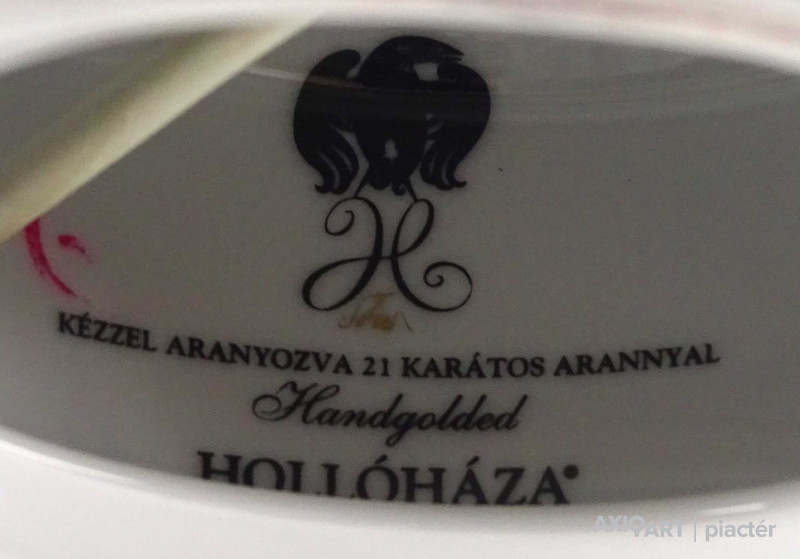 H
KÉZZEL ARANYOZVA 21 KARÁTOS ARANNYAL
Handgolded
HOLLÓHÁZA
AXIOART | piactér